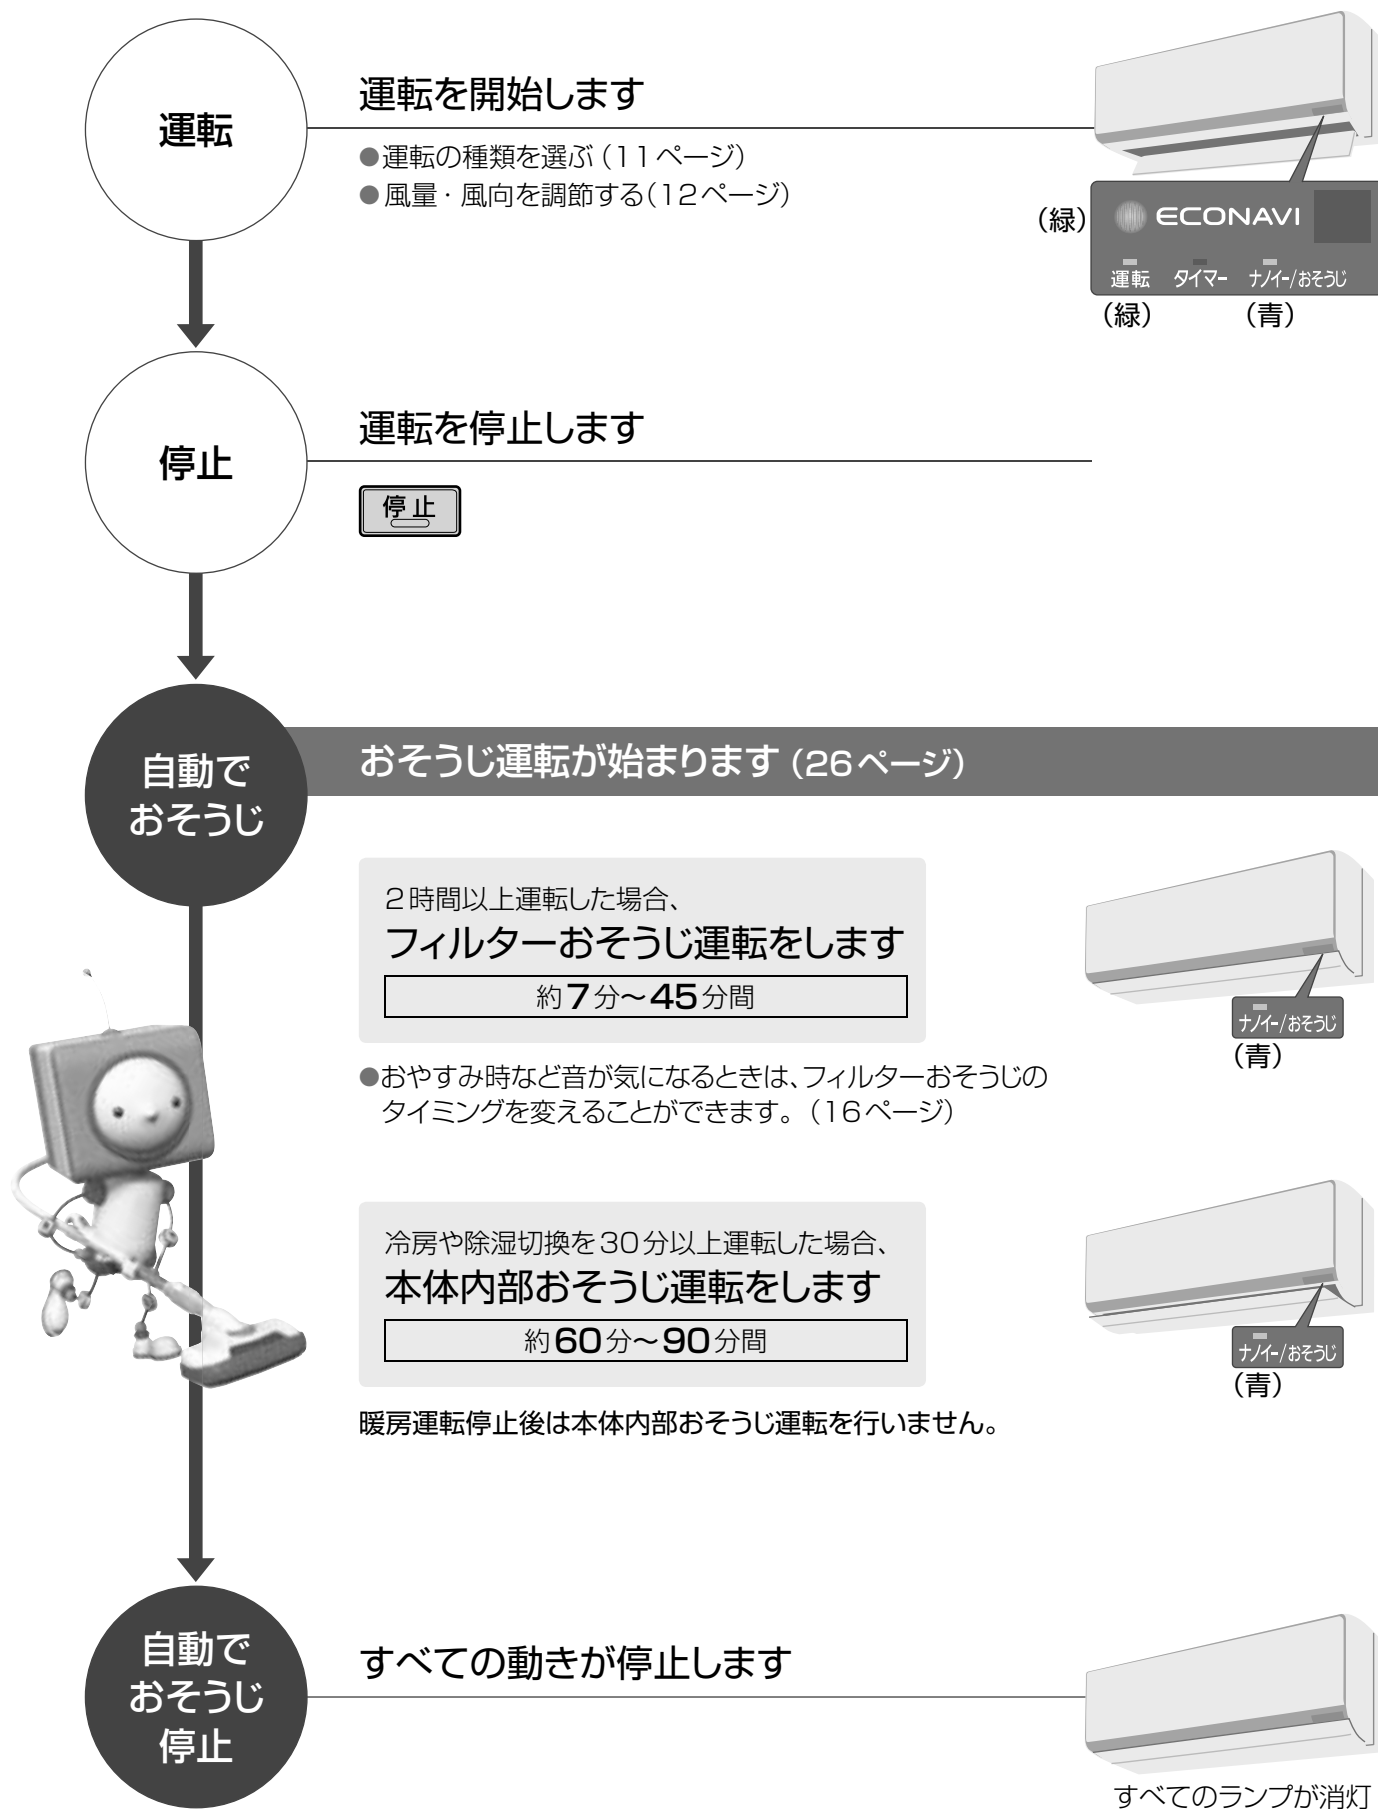 運転
運転を開始します
●運転の種類を選ぶ（11ページ）
●風量・風向を調節する（12ページ）
（緑）
ECONAVI
運転 タイマー ナノイー/おそうじ
（緑） （青）
停止
運転を停止します
停止
自動で
おそうじ
おそうじ運転が始まります（26ページ）
2時間以上運転した場合、
フィルターおそうじ運転をします
約7分～45分間
ナノイー/おそうじ
（青）
●おやすみ時など音が気になるときは、フィルターおそうじの
タイミングを変えることができます。（16ページ）
冷房や除湿切換を30分以上運転した場合、
本体内部おそうじ運転をします
約60分～90分間
ナノイー/おそうじ
（青）
暖房運転停止後は本体内部おそうじ運転を行いません。
自動で
おそうじ
停止
すべての動きが停止します
すべてのランプが消灯